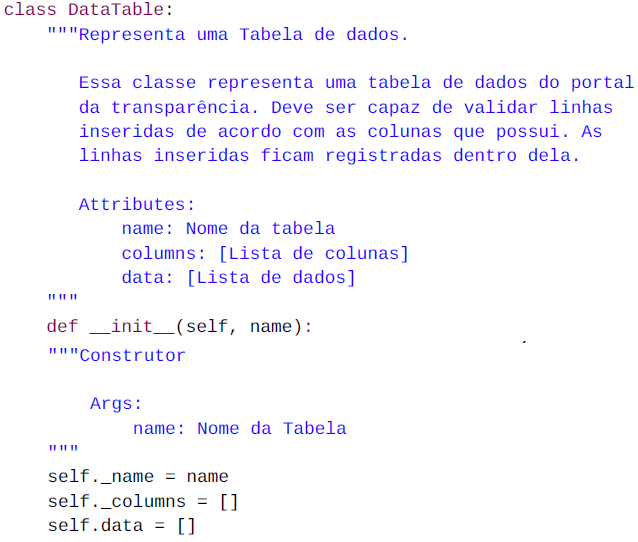 class DataTable:
    """Representa uma Tabela de dados.

       Essa classe representa uma tabela de dados do portal
       da transparência. Deve ser capaz de validar linhas
       inseridas de acordo com as colunas que possui. As
       linhas inseridas ficam registradas dentro dela.

       Attributes:
           name: Nome da tabela
           columns: [Lista de colunas]
           data: [Lista de dados]
    """
    def __init__(self, name):
    """Construtor

        Args:
            name: Nome da Tabela
    """
    self._name = name
    self._columns = []
    self.data = []